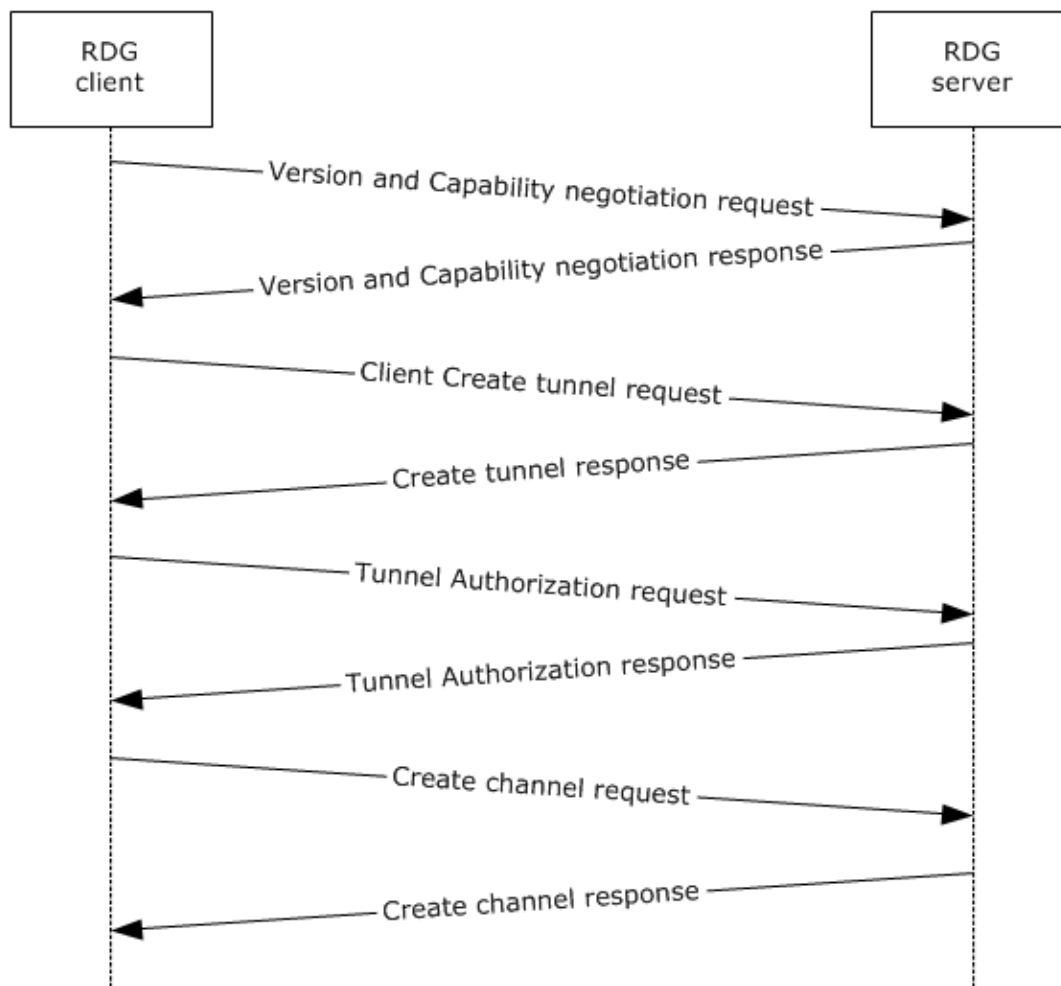 RDG
client
RDG
server
Version and Capability negotiation request
Version and Capability negotiation response
Client Create tunnel request
Create tunnel response
Tunnel Authorization request
Tunnel Authorization response
Create channel request
Create channel response